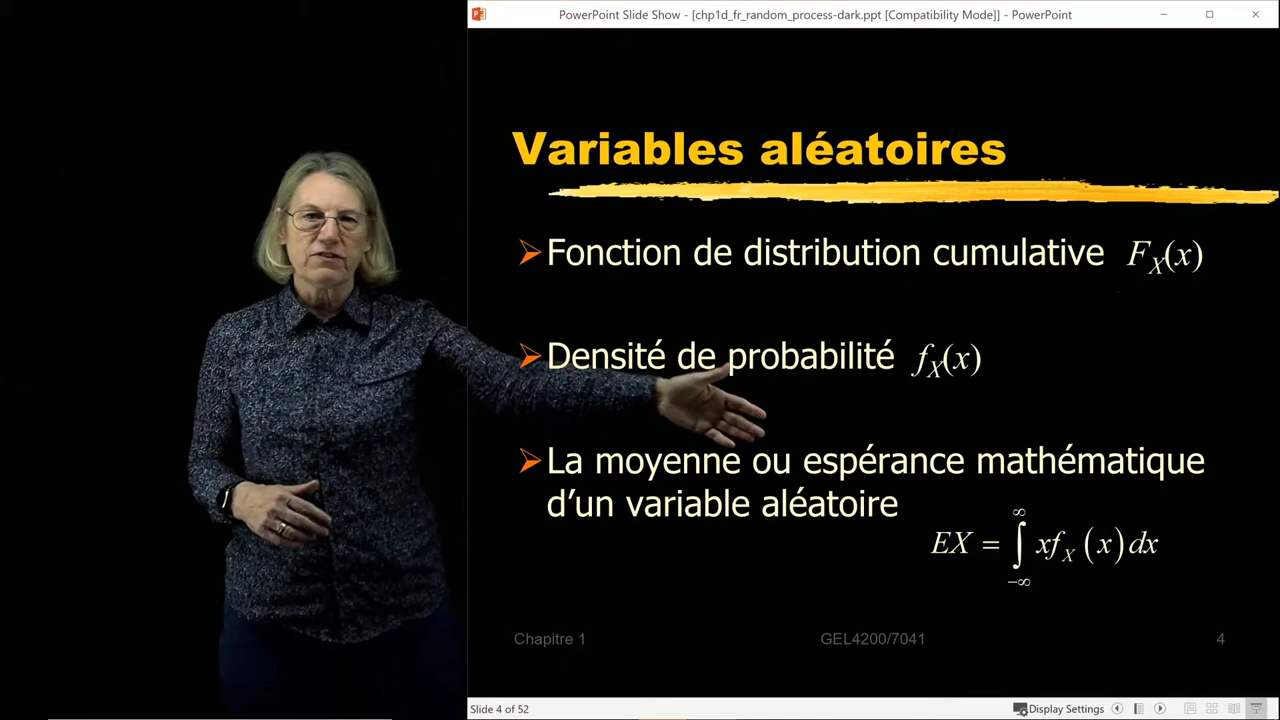 PowerPoint Slide Show - [chp1d_fr_random_process-dark.ppt [Compatibility Mode]] - PowerPoint
Variables aléatoires
Fonction de distribution cumulative F_X(x)
Densité de probabilité f_X(x)
La moyenne ou espérance mathématique
d’un variable aléatoire
EX = ∫_{-∞}^{∞} x f_X (x) dx
Chapitre 1 GEL4200/7041 4
Slide 4 of 52 Display Settings